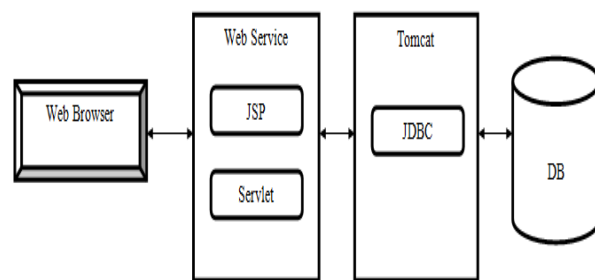 Web Browser
Web Service
JSP
Servlet
Tomcat
JDBC
DB